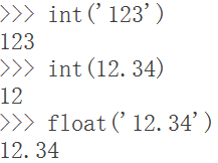 >>> int('123')
123
>>> int(12.34)
12
>>> float('12.34')
12.34